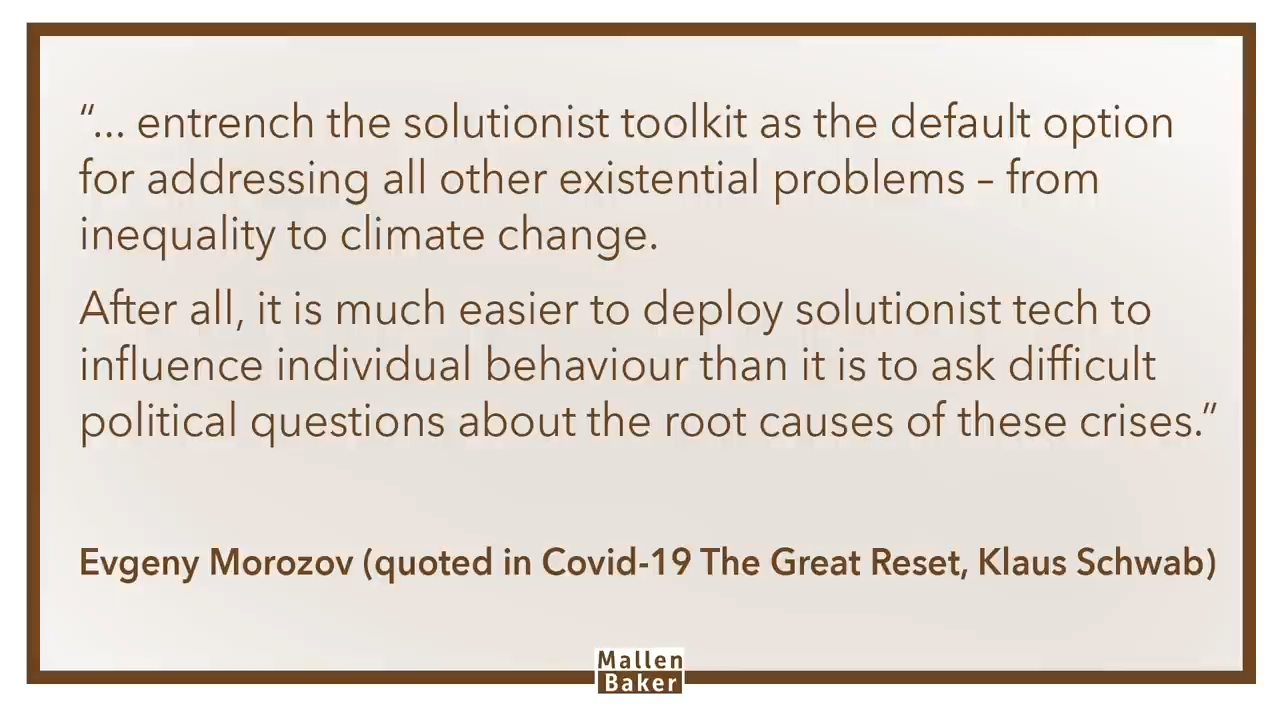 “... entrench the solutionist toolkit as the default option
for addressing all other existential problems – from
inequality to climate change.
After all, it is much easier to deploy solutionist tech to
influence individual behaviour than it is to ask difficult
political questions about the root causes of these crises.”
Evgeny Morozov (quoted in Covid-19 The Great Reset, Klaus Schwab)
Mallen
Baker